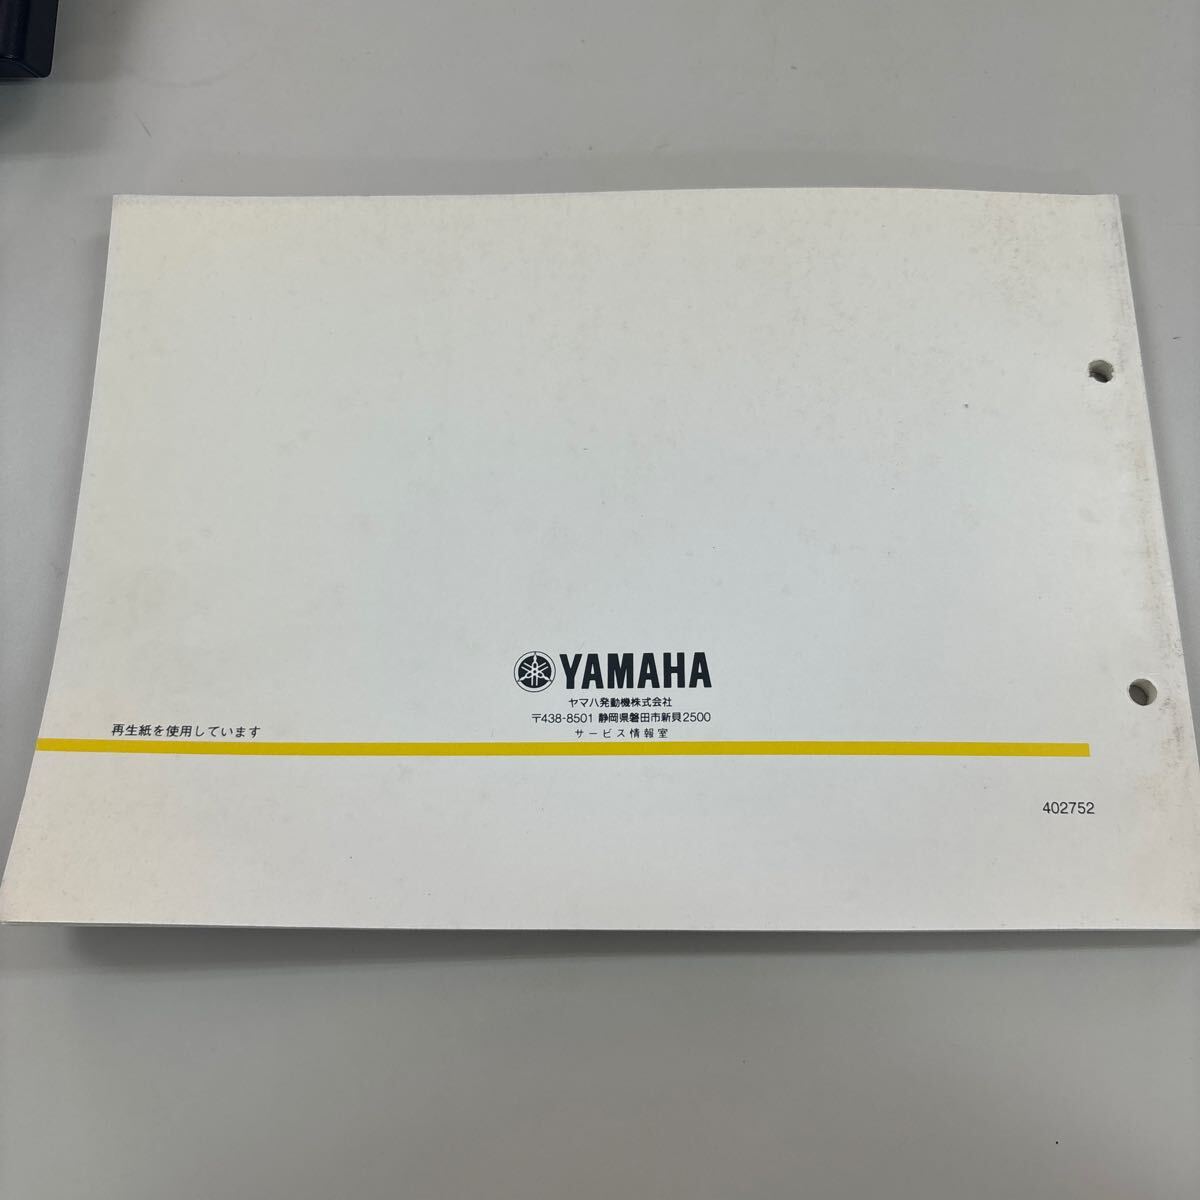 YAMAHA
ヤマハ発動機株式会社
〒438-8501 静岡県磐田市新貝2500
サービス情報室
再生紙を使用しています
402752